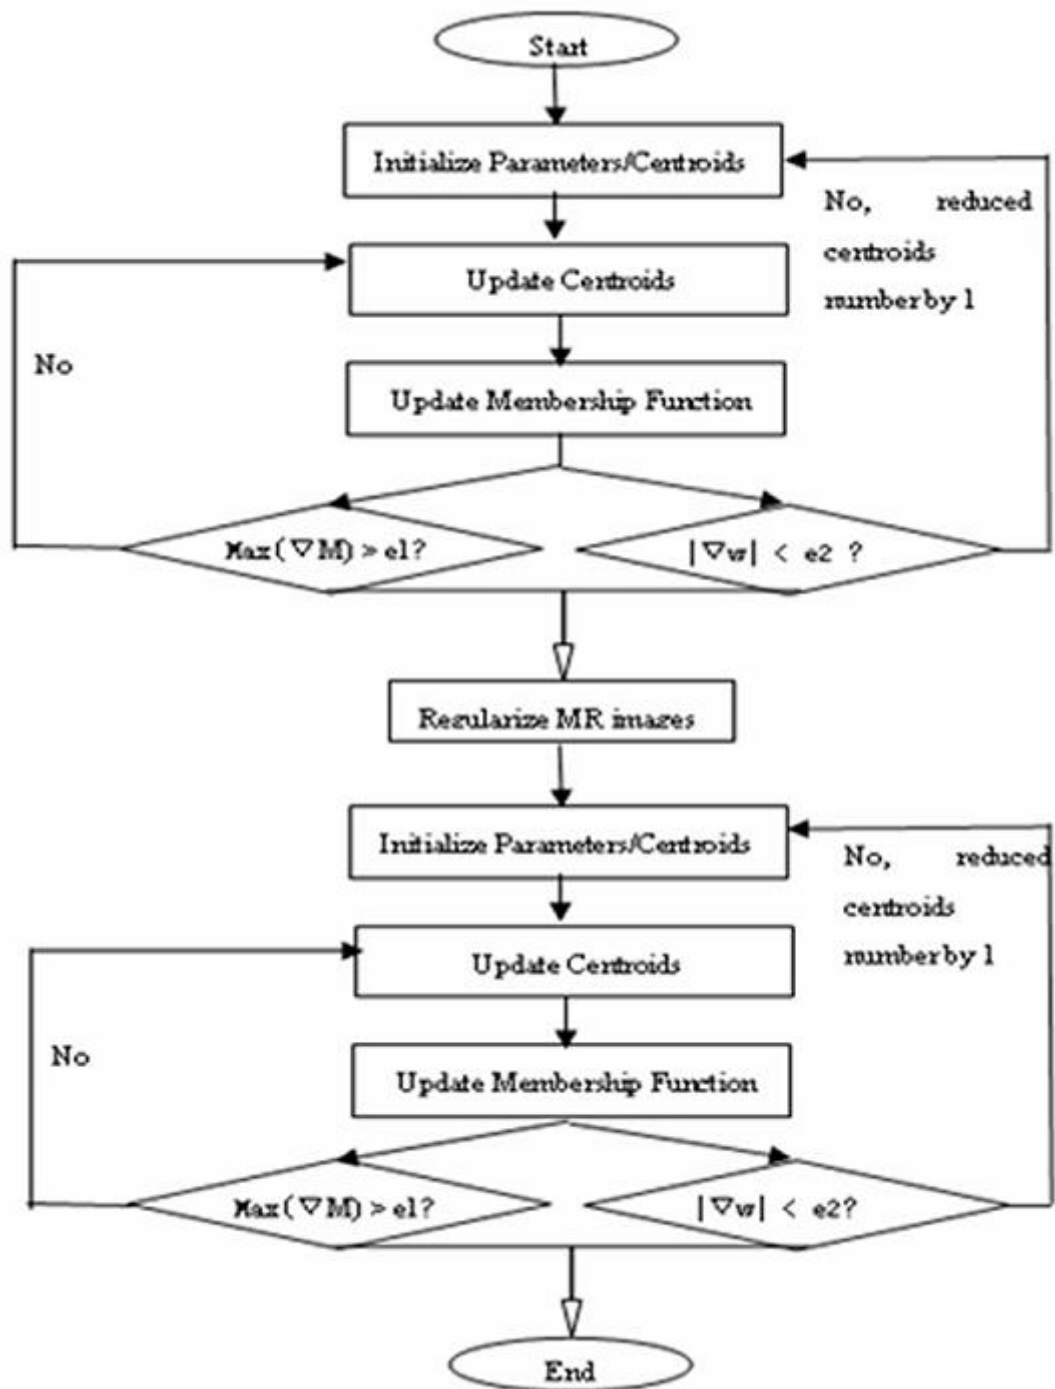 Start
Initialize Parameters/Centroids
No, reduced
centroids
number by 1
Update Centroids
No
Update Membership Function
Max(▽M) > e1?
|▽w| < e2 ?
Regularize MR images
Initialize Parameters/Centroids
No, reduced
centroids
number by 1
Update Centroids
No
Update Membership Function
Max(▽M) > e1?
|▽w| < e2?
End